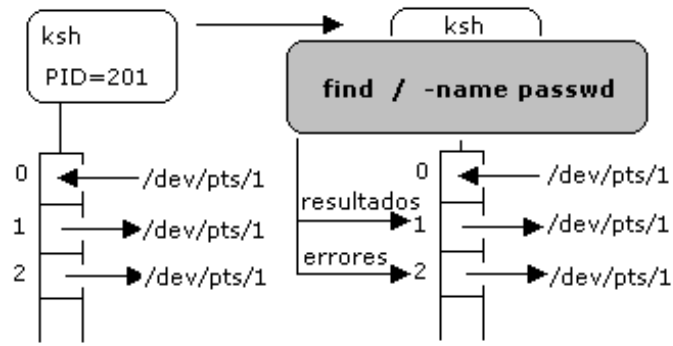 ksh
PID=201
0
/dev/pts/1
1
/dev/pts/1
2
/dev/pts/1
ksh
find / -name passwd
0
/dev/pts/1
resultados
1
/dev/pts/1
errores
2
/dev/pts/1